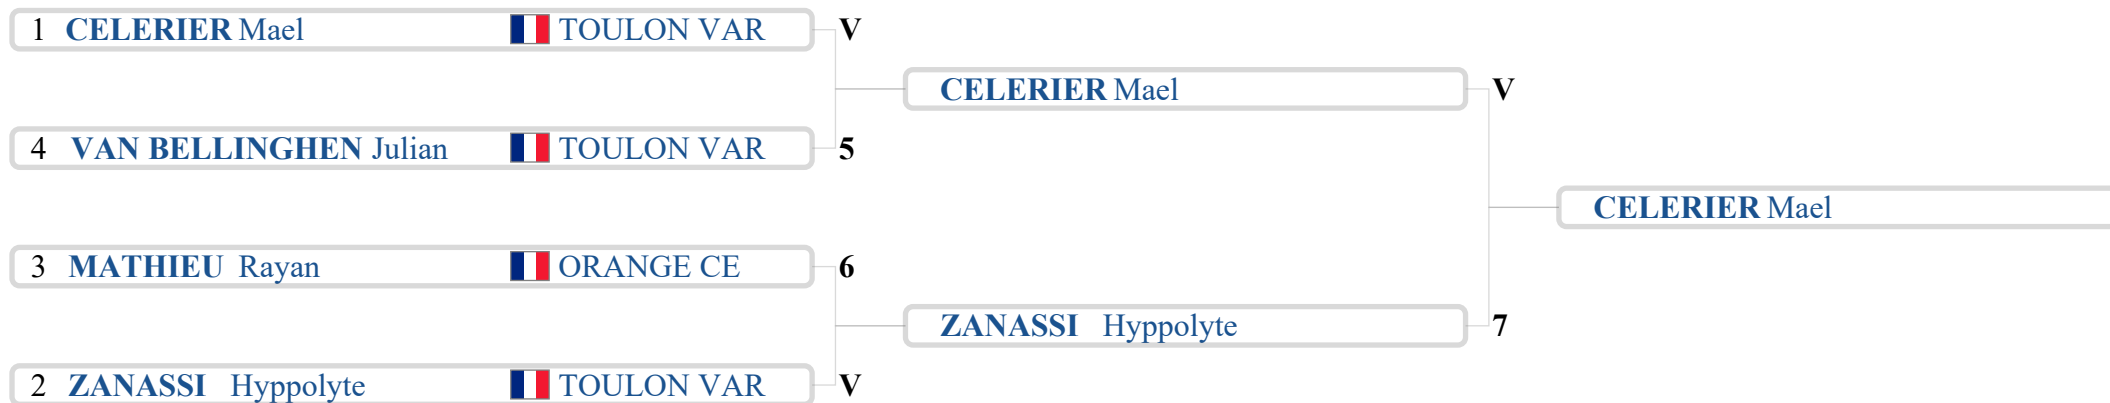 1 CELERIER Mael TOULON VAR V
CELERIER Mael V
4 VAN BELLINGHEN Julian TOULON VAR 5
CELERIER Mael
3 MATHIEU Rayan ORANGE CE 6
ZANASSI Hyppolyte 7
2 ZANASSI Hyppolyte TOULON VAR V